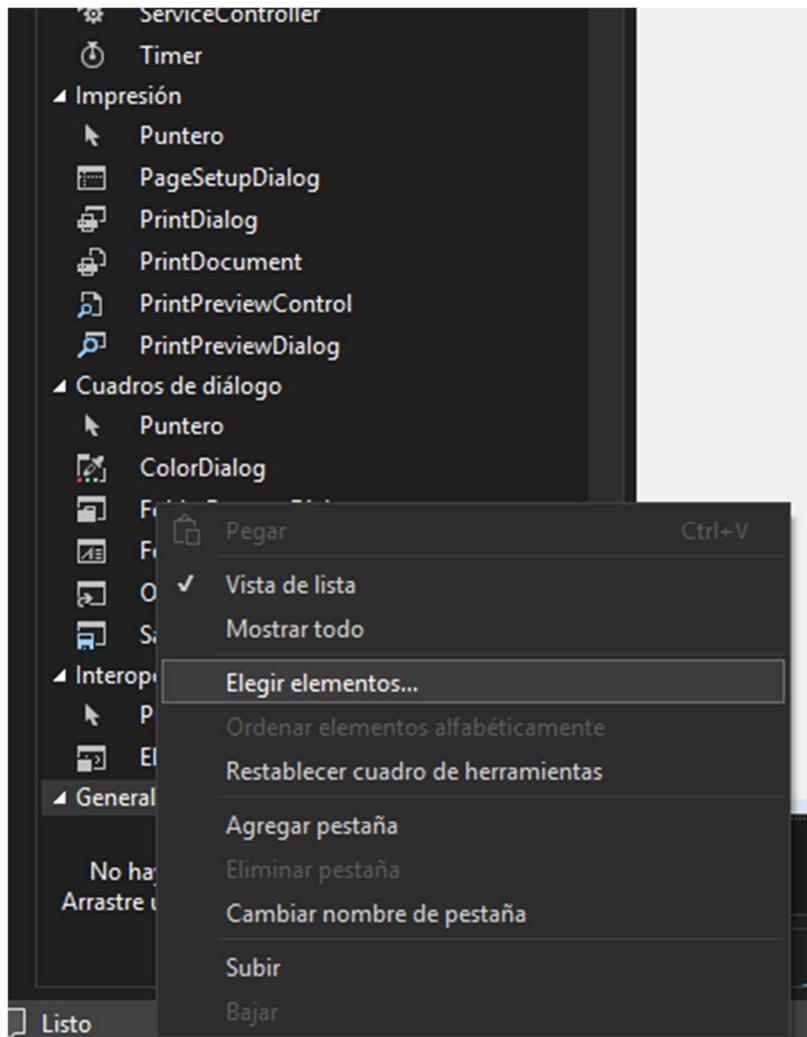 ServiceController
Timer
Impresión
Puntero
PageSetupDialog
PrintDialog
PrintDocument
PrintPreviewControl
PrintPreviewDialog
Cuadros de diálogo
Puntero
ColorDialog
Pegar Ctrl+V
Vista de lista
Mostrar todo
Elegir elementos...
Ordenar elementos alfabéticamente
Restablecer cuadro de herramientas
General
Agregar pestaña
Eliminar pestaña
No
Arrastre
Cambiar nombre de pestaña
Subir
Bajar
Listo